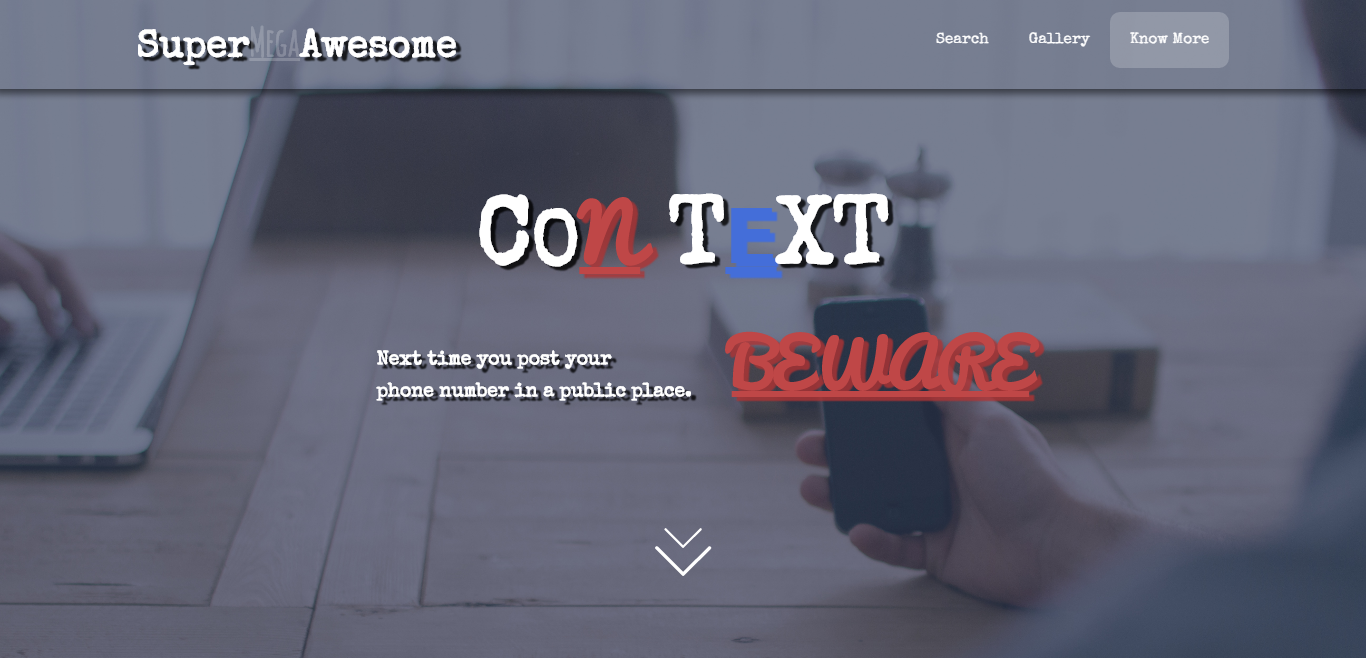 SuperMegaAwesome
Search
Gallery
Know More
Con TEXT
Next time you post your
phone number in a public place.
BEWARE